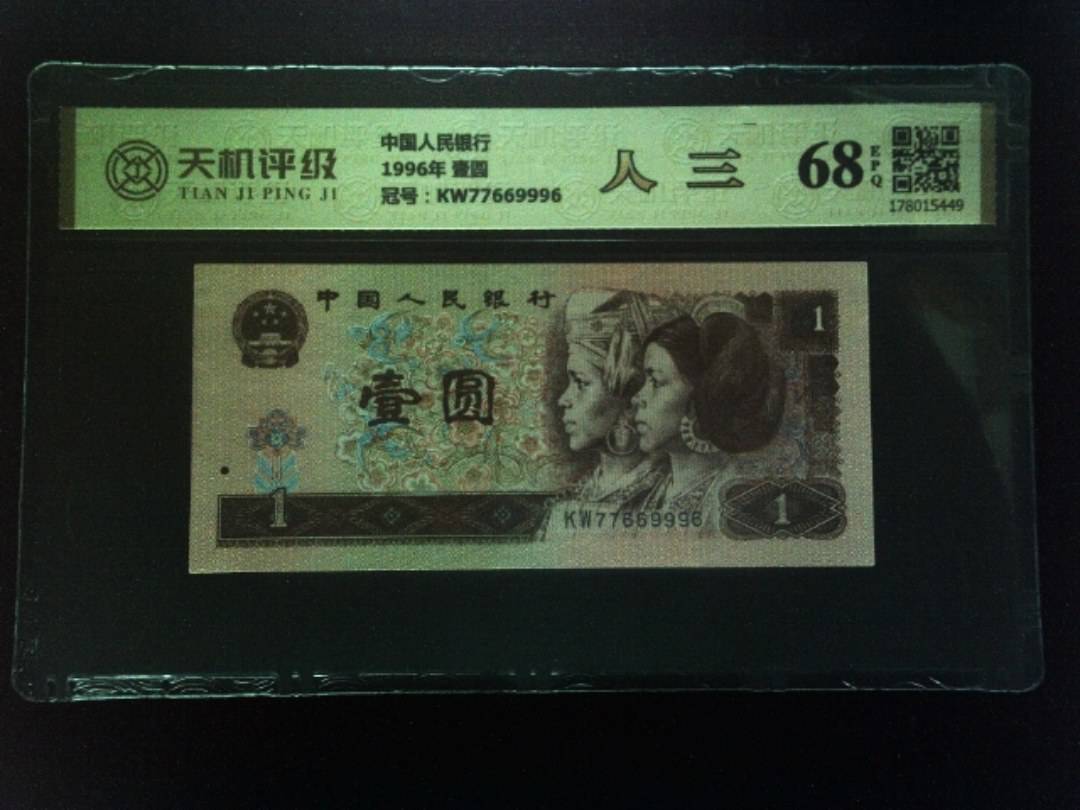 天机评级
TIAN JI PING JI
中国人民银行
1996年 壹圆
冠号：KW77669996
人 三
68
EPQ
178015449
中国人民銀行
1
壹圆
1
KW77669996
1